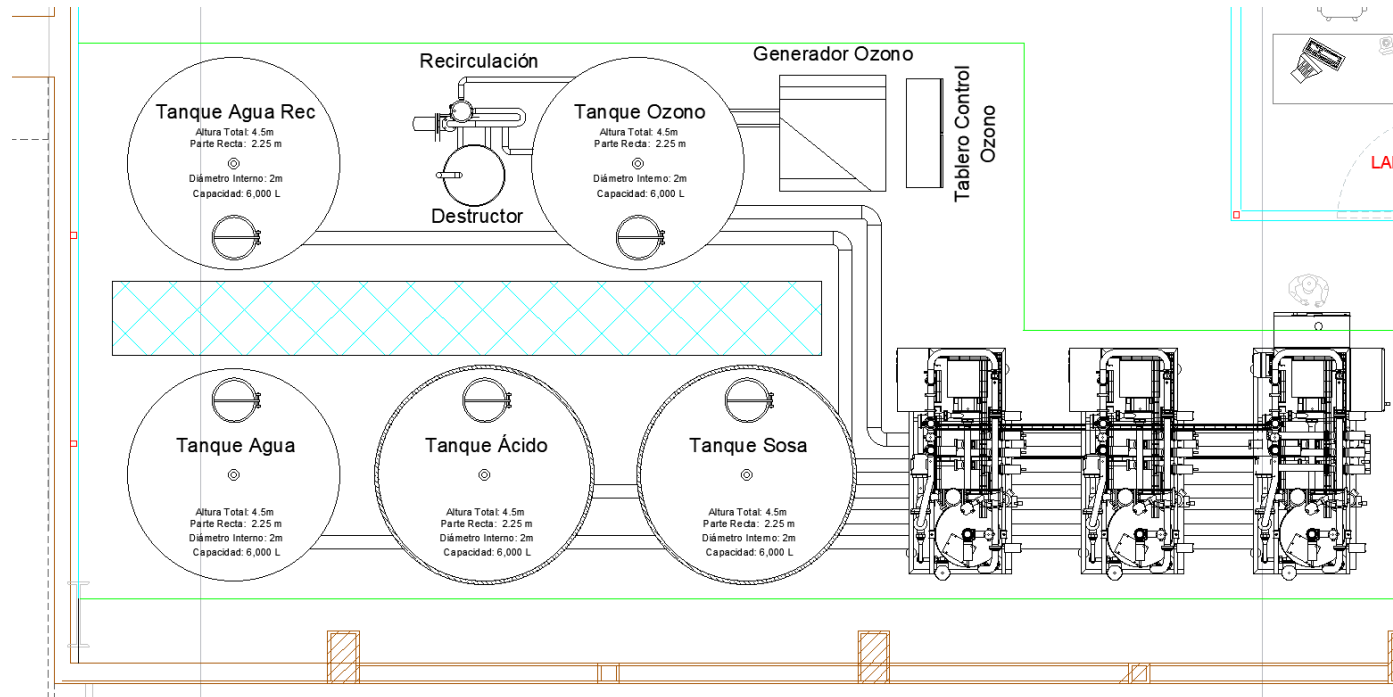 Recirculación
Generador Ozono
Tanque Agua Rec
Altura Total: 4.5m
Parte Recta: 2.25 m
Diámetro Interno: 2m
Capacidad: 6,000 L
Tanque Ozono
Altura Total: 4.5m
Parte Recta: 2.25 m
Diámetro Interno: 2m
Capacidad: 6,000 L
Tablero Control
Ozono
Destructor
Tanque Agua
Altura Total: 4.5m
Parte Recta: 2.25 m
Diámetro Interno: 2m
Capacidad: 6,000 L
Tanque Ácido
Altura Total: 4.5m
Parte Recta: 2.25 m
Diámetro Interno: 2m
Capacidad: 6,000 L
Tanque Sosa
Altura Total: 4.5m
Parte Recta: 2.25 m
Diámetro Interno: 2m
Capacidad: 6,000 L